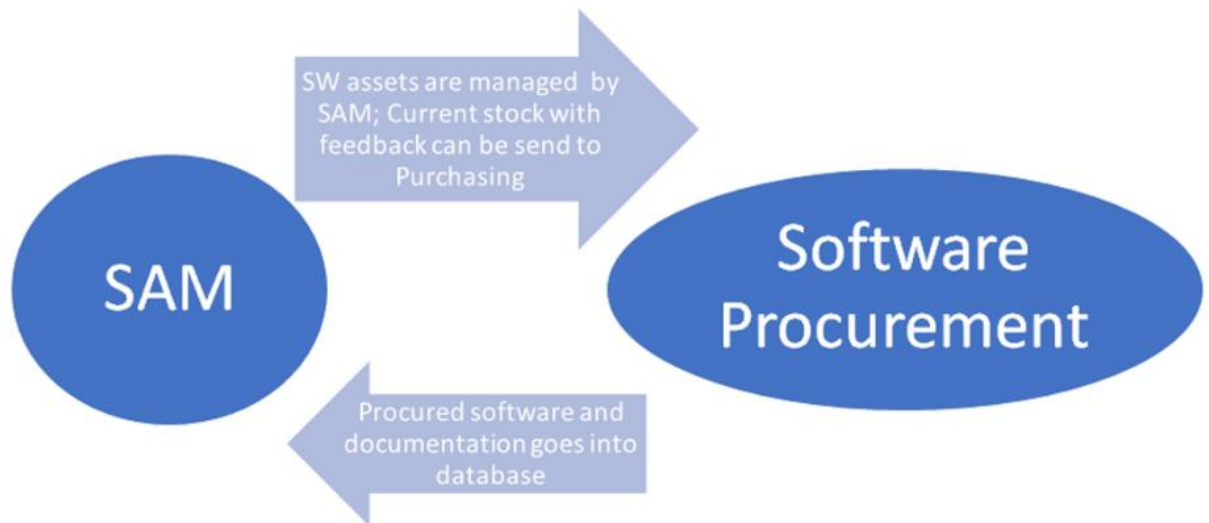 SW assets are managed by
SAM; Current stock with
feedback can be send to
Purchasing
SAM
Software
Procurement
Procured software and
documentation goes into
database